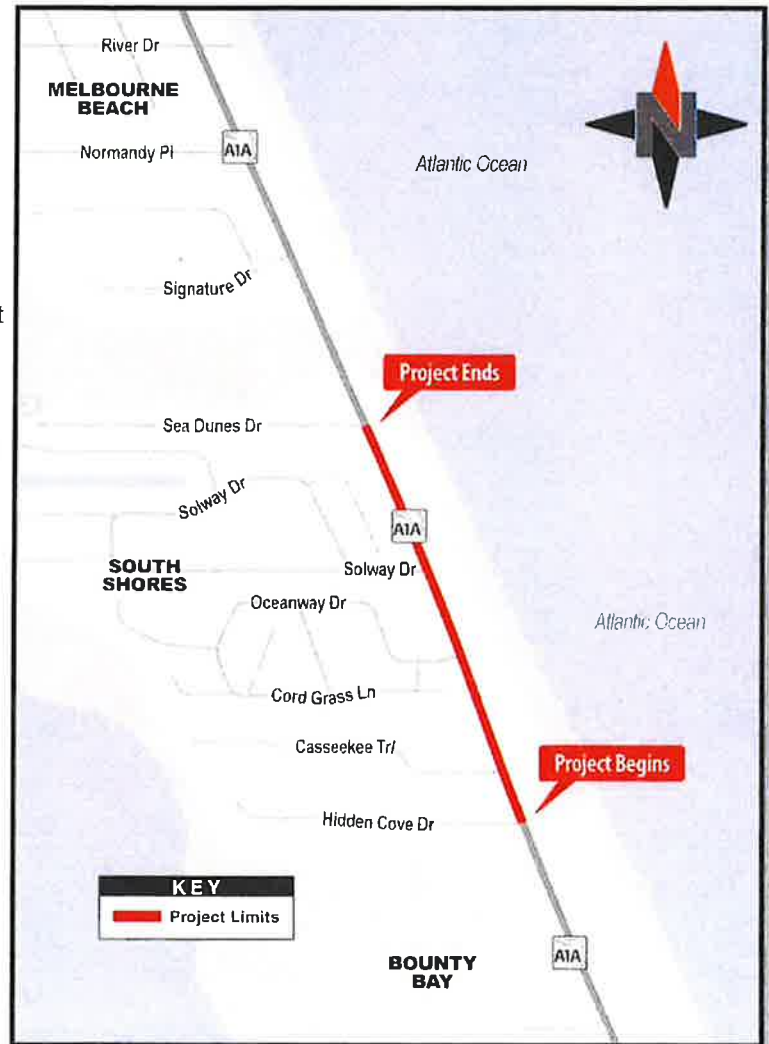 River Dr
MELBOURNE
BEACH
N
Normandy Pl
A1A
Atlantic Ocean
Signature Dr
t
Project Ends
Sea Dunes Dr
Solway Dr
A1A
SOUTH
SHORES
Solway Dr
Oceanway Dr
Atlantic Ocean
Cord Grass Ln
Casseekee Trl
Project Begins
Hidden Cove Dr
KEY
Project Limits
BOUNTY
BAY
A1A